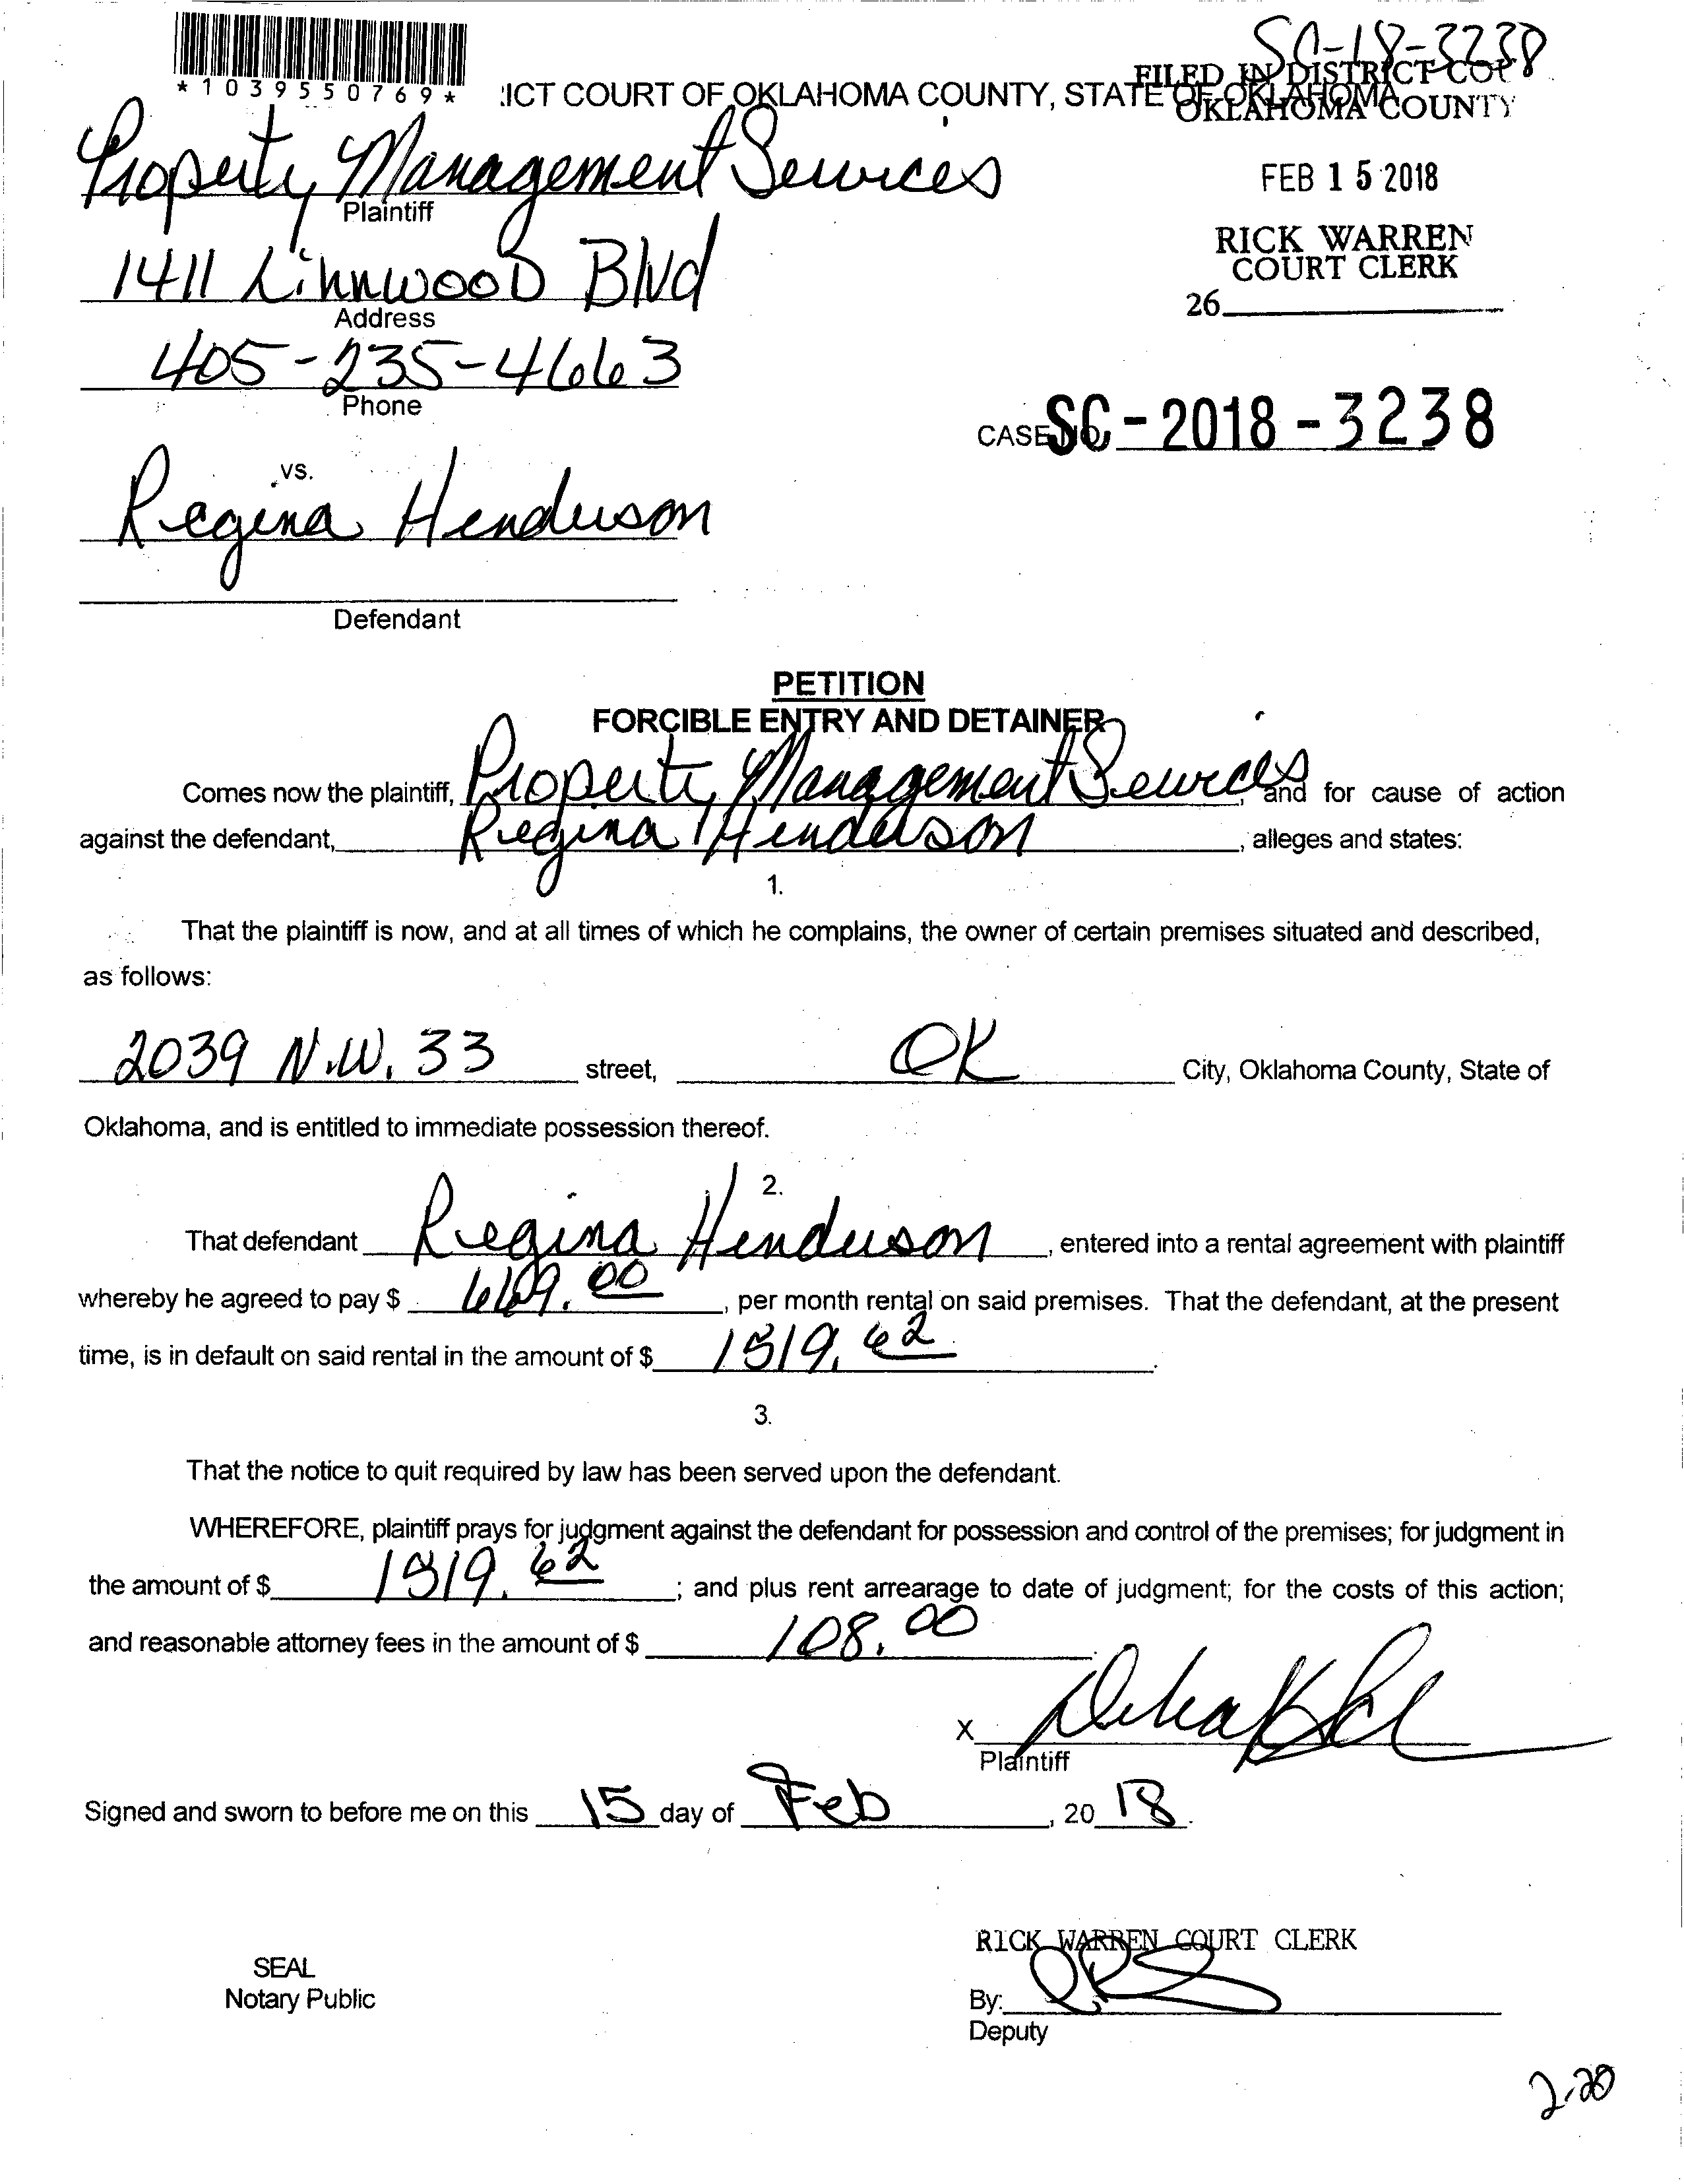 SC-18-3238
*1039550769*
ICT COURT OF OKLAHOMA COUNTY, STATE OF OKLAHOMA
FILED IN DISTRICT COURT
OKLAHOMA COUNTY
Property Management Services
Plaintiff
FEB 15 2018
RICK WARREN
COURT CLERK
1411 Linnwood Blvd
Address
26
405-235-4663
Phone
CASE NO. SC-2018-3238
vs.
Regina Henderson
Defendant
PETITION
FORCIBLE ENTRY AND DETAINER
Comes now the plaintiff, Property Management Services, and for cause of action
against the defendant, Regina Henderson, alleges and states:
1.
That the plaintiff is now, and at all times of which he complains, the owner of certain premises situated and described,
as follows:
2039 N.W. 33 street, OK City, Oklahoma County, State of
Oklahoma, and is entitled to immediate possession thereof.
2.
That defendant Regina Henderson, entered into a rental agreement with plaintiff
whereby he agreed to pay $ 669.00, per month rental on said premises. That the defendant, at the present
time, is in default on said rental in the amount of $ 1519.62.
3.
That the notice to quit required by law has been served upon the defendant.
WHEREFORE, plaintiff prays for judgment against the defendant for possession and control of the premises; for judgment in
the amount of $ 1519.62; and plus rent arrearage to date of judgment; for the costs of this action;
and reasonable attorney fees in the amount of $ 108.00.
X
Plaintiff
Signed and sworn to before me on this 15 day of Feb, 20 18.
RICK WARREN COURT CLERK
SEAL
Notary Public
By:
Deputy
2-20